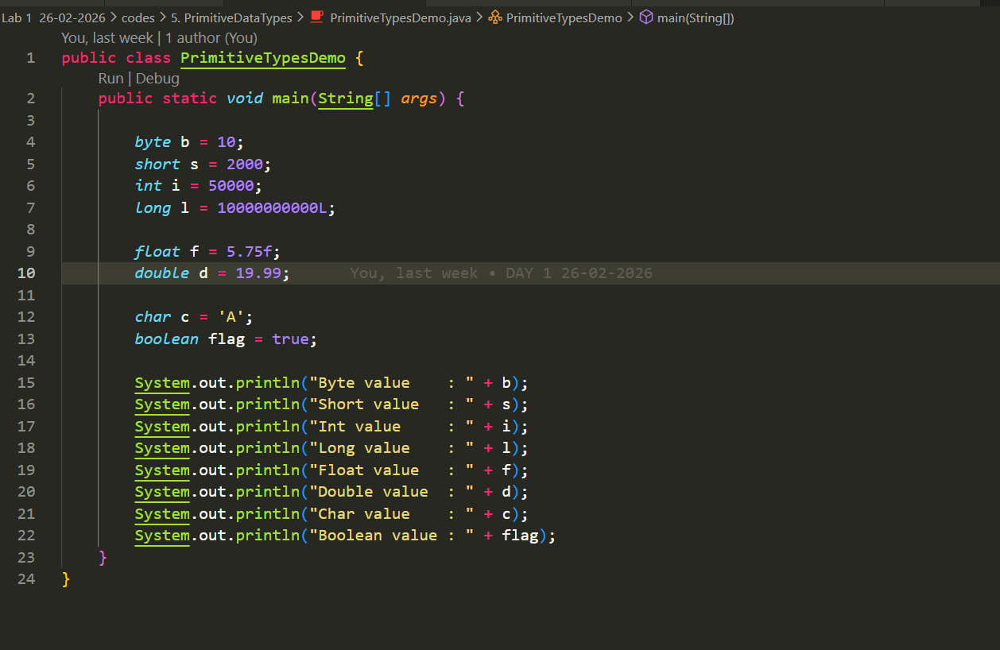 Lab 1  26-02-2026 > codes > 5. PrimitiveDataTypes > PrimitiveTypesDemo.java > PrimitiveTypesDemo > main(String[])
You, last week | 1 author (You)
1 public class PrimitiveTypesDemo {
Run | Debug
2     public static void main(String[] args) {
3
4         byte b = 10;
5         short s = 2000;
6         int i = 50000;
7         long l = 10000000000L;
8
9         float f = 5.75f;
10         double d = 19.99;       You, last week • DAY 1 26-02-2026
11
12         char c = 'A';
13         boolean flag = true;
14
15         System.out.println("Byte value    : " + b);
16         System.out.println("Short value   : " + s);
17         System.out.println("Int value     : " + i);
18         System.out.println("Long value    : " + l);
19         System.out.println("Float value   : " + f);
20         System.out.println("Double value  : " + d);
21         System.out.println("Char value    : " + c);
22         System.out.println("Boolean value : " + flag);
23     }
24 }